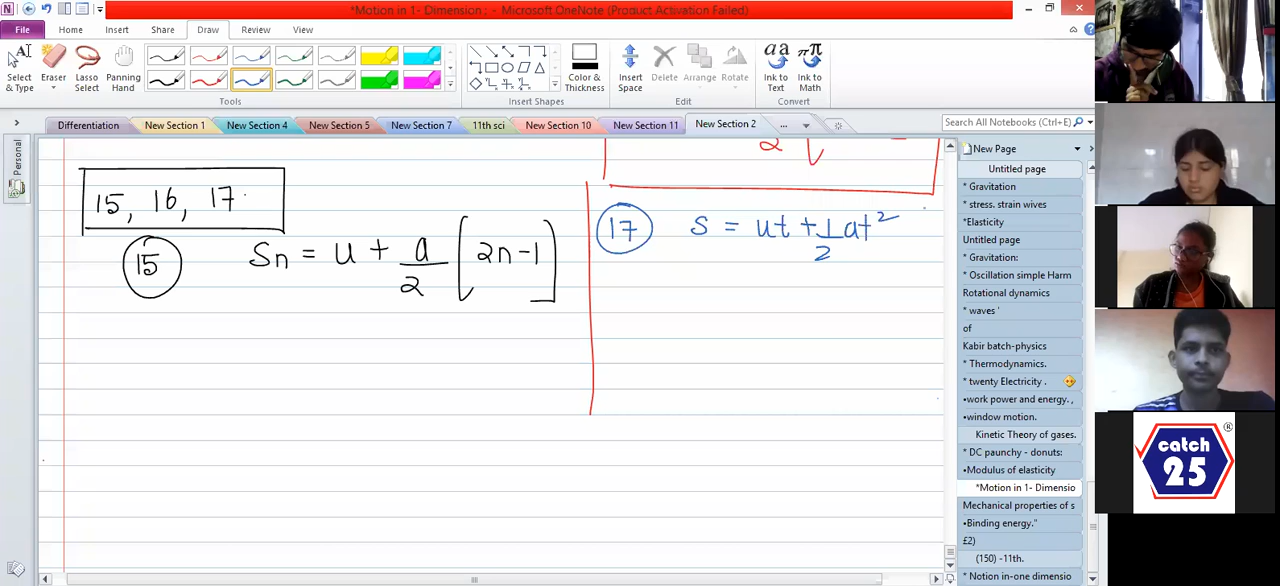 *Motion in 1- Dimension : - Microsoft OneNote (Product Activation Failed)
File Home Insert Share Draw Review View
Select & Type
Eraser
Lasso Select
Panning Hand
Color & Thickness
Insert Space
Delete
Arrange
Rotate
Ink to Text
Ink to Math
Tools
Insert Shapes
Edit
Convert
Differentiation New Section 1 New Section 4 New Section 5 New Section 7 11th sci New Section 10 New Section 11 New Section 2 ...
Search All Notebooks (Ctrl+E)
Personal
15, 16, 17
15 Sn = u + a/2 [2n-1]
2
17 S = ut + 1/2 at²
New Page
Untitled page
* Gravitation
* stress. strain wives
*Elasticity
Untitled page
* Gravitation:
* Oscillation simple Harm
Rotational dynamics
* waves '
of
Kabir batch-physics
* Thermodynamics.
* twenty Electricity .
•work power and energy. ,
•window motion.
Kinetic Theory of gases.
* DC paunchy - donuts:
•Modulus of elasticity
*Motion in 1- Dimensio
Mechanical properties of s
•Binding energy."
£2)
(150) -11th.
* Notion in-one dimensio
catch
25
®